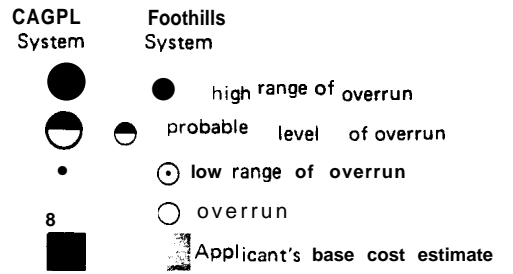 CAGPL Foothills
System System
high range of overrun
probable level of overrun
low range of overrun
overrun
8
Applicant's base cost estimate